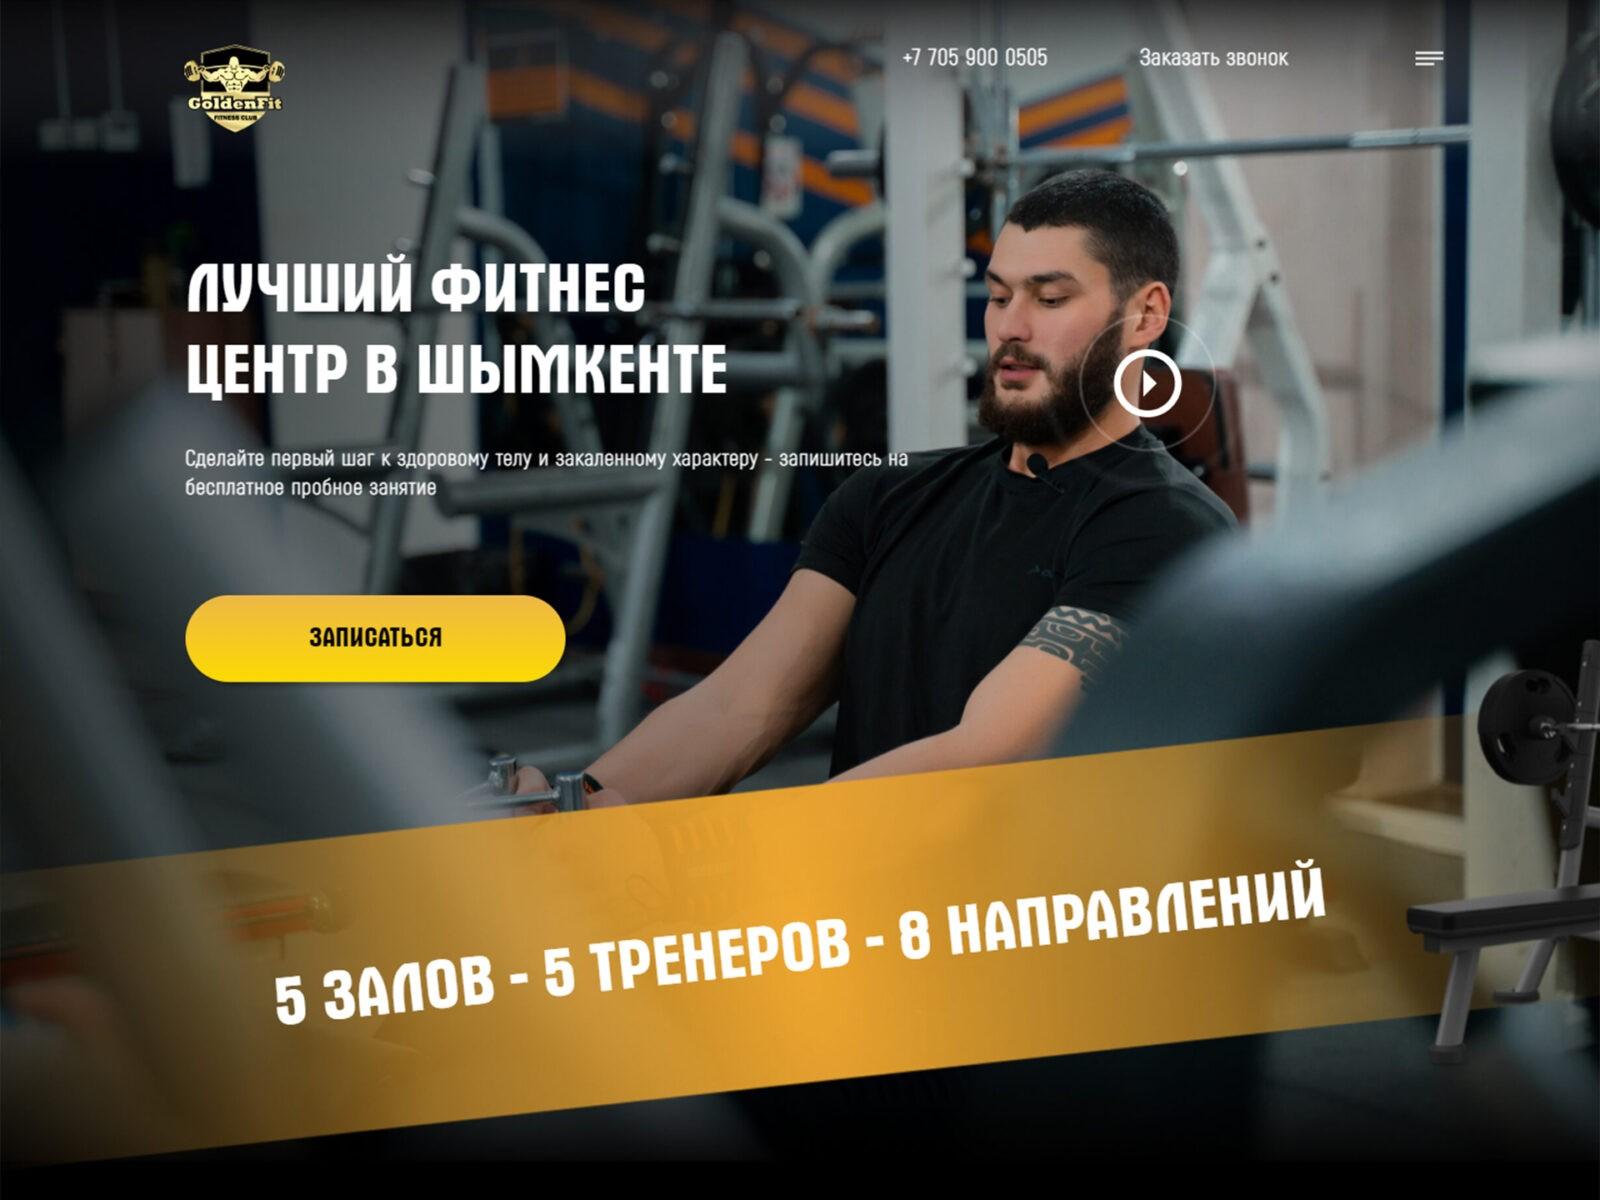 GoldenFit
FITNESS CLUB
+7 705 900 0505
Заказать звонок
ЛУЧШИЙ ФИТНЕС
ЦЕНТР В ШЫМКЕНТЕ
Сделайте первый шаг к здоровому телу и закаленному характеру - запишитесь на
бесплатное пробное занятие
ЗАПИСАТЬСЯ
5 ЗАЛОВ - 5 ТРЕНЕРОВ - 8 НАПРАВЛЕНИЙ